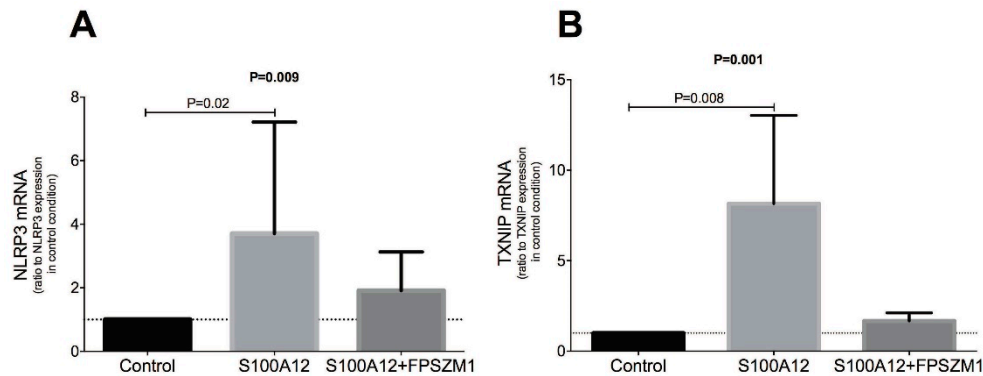 A
P=0.009
P=0.02
8
6
4
2
0
NLRP3 mRNA
(ratio to NLRP3 expression
in control condition)
Control
S100A12
S100A12+FPSZM1
B
P=0.001
P=0.008
15
10
5
0
TXNIP mRNA
(ratio to TXNIP expression
in control condition)
Control
S100A12
S100A12+FPSZM1